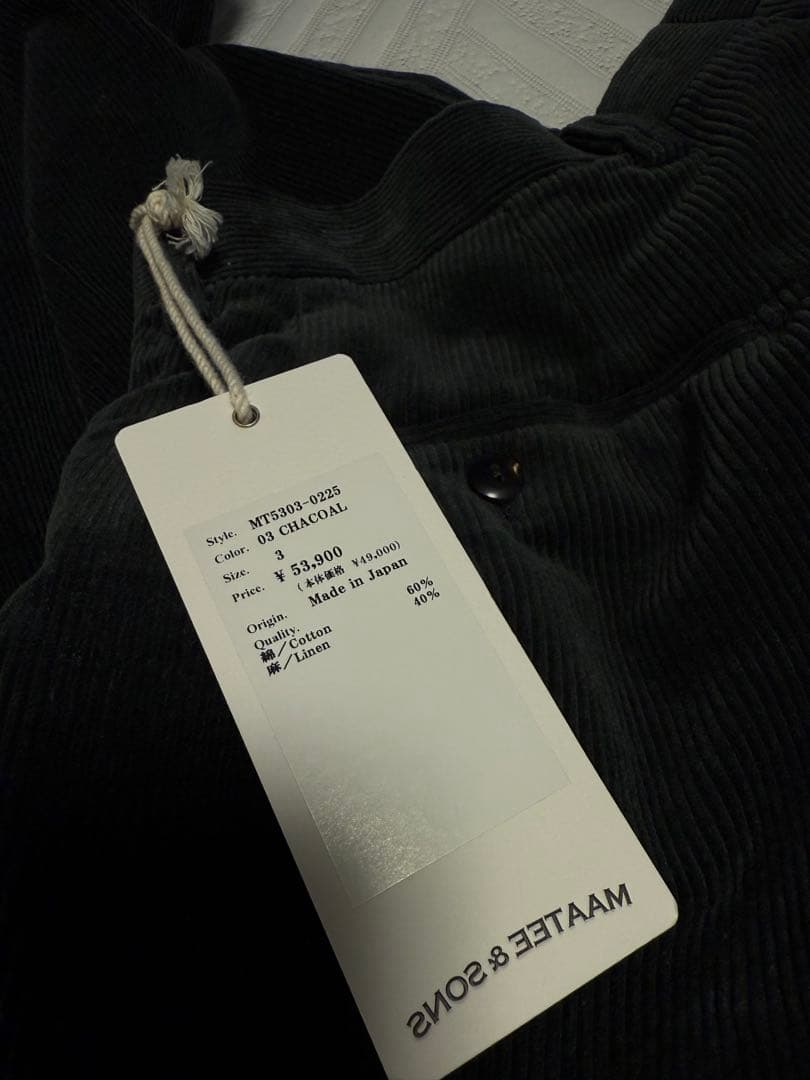 Style. MT5303-0225
Color. 03 CHACOAL
Size. 3
Price. ¥ 53,900
(本体価格 ¥49,000)
Origin. Made in Japan
Quality.
綿/Cotton 60%
麻/Linen 40%
MAATEE & SONS